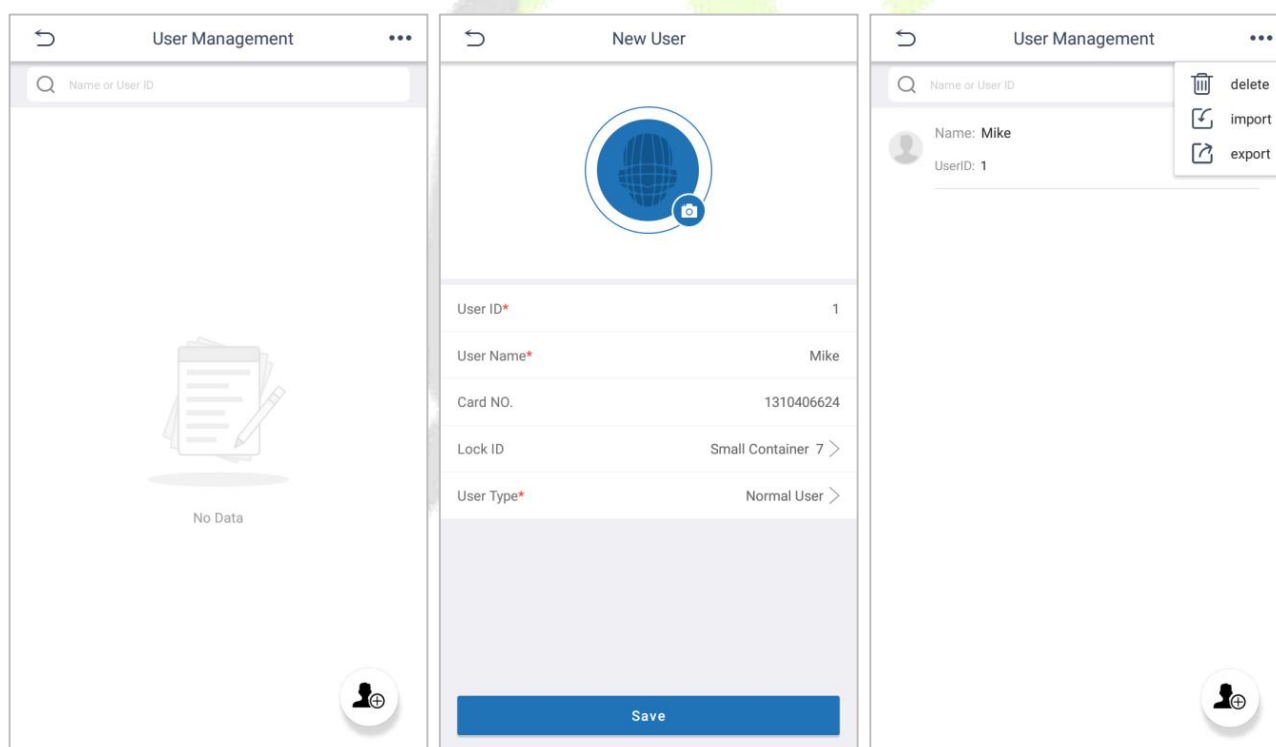 User Management
Name or User ID
No Data
New User
User ID* 1
User Name* Mike
Card NO. 1310406624
Lock ID Small Container 7
User Type* Normal User
Save
User Management
Name or User ID
delete
import
export
Name: Mike
UserID: 1